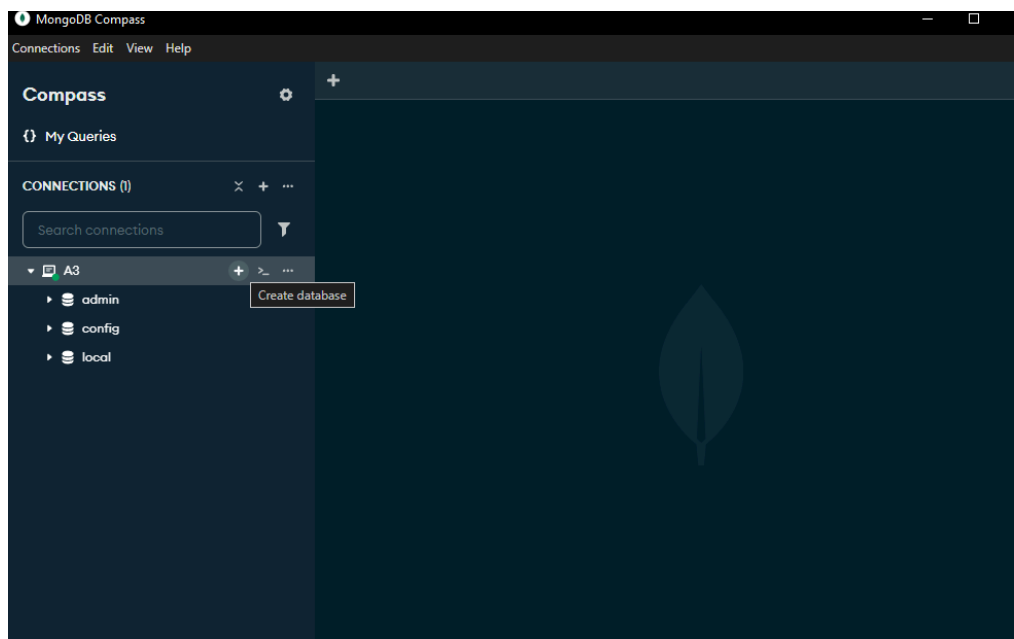 MongoDB Compass
Connections Edit View Help
Compass
{} My Queries
CONNECTIONS (1)
Search connections
A3
Create database
admin
config
local